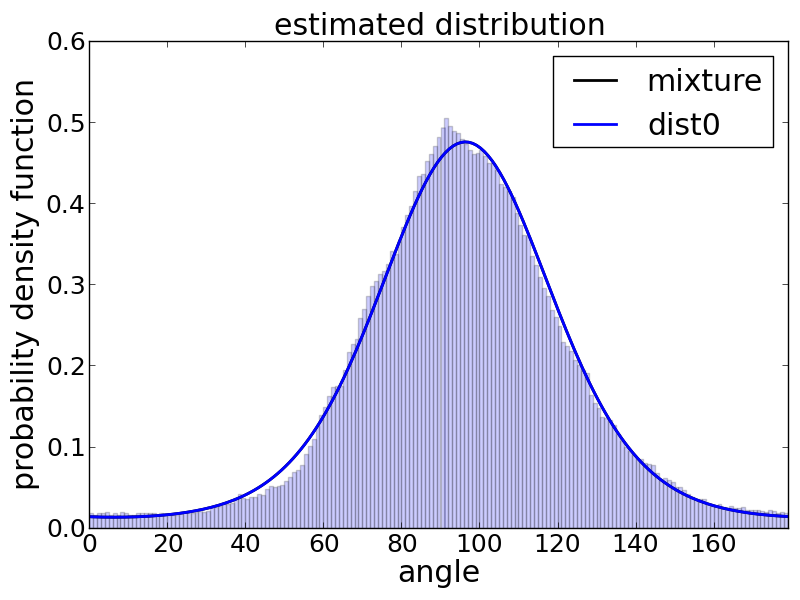 estimated distribution
0.6
0.5
0.4
0.3
0.2
0.1
0.0
probability density function
mixture
dist0
0 20 40 60 80 100 120 140 160
angle